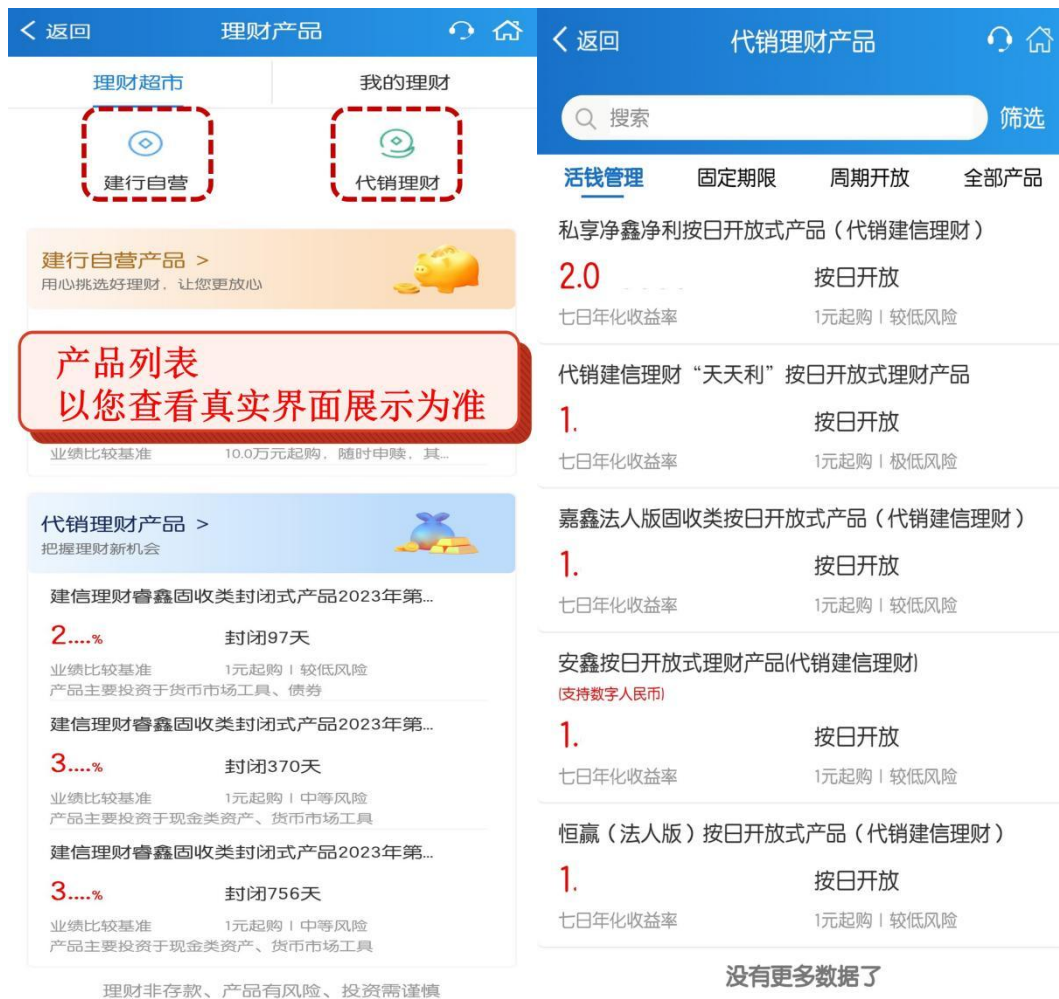 返回
理财产品
理财超市
我的理财
建行自营
代销理财
建行自营产品 >
用心挑选好理财，让您更放心
产品列表
以您查看真实界面展示为准
业绩比较基准
10.0万元起购，随时申赎，其...
代销理财产品 >
把握理财新机会
建信理财睿鑫固收类封闭式产品2023年第...
2....%
封闭97天
业绩比较基准
1元起购 | 较低风险
产品主要投资于货币市场工具、债券
建信理财睿鑫固收类封闭式产品2023年第...
3....%
封闭370天
业绩比较基准
1元起购 | 中等风险
产品主要投资于现金类资产、货币市场工具
建信理财睿鑫固收类封闭式产品2023年第...
3....%
封闭756天
业绩比较基准
1元起购 | 中等风险
产品主要投资于现金类资产、货币市场工具
理财非存款、产品有风险、投资需谨慎
返回
代销理财产品
搜索
筛选
活钱管理
固定期限
周期开放
全部产品
私享净鑫净利按日开放式产品（代销建信理财）
2.0
按日开放
七日年化收益率
1元起购 | 较低风险
代销建信理财“天天利”按日开放式理财产品
1.
按日开放
七日年化收益率
1元起购 | 极低风险
嘉鑫法人版固收类按日开放式产品（代销建信理财）
1.
按日开放
七日年化收益率
1元起购 | 较低风险
安鑫按日开放式理财产品(代销建信理财)
(支持数字人民币)
1.
按日开放
七日年化收益率
1元起购 | 较低风险
恒赢（法人版）按日开放式产品（代销建信理财）
1.
按日开放
七日年化收益率
1元起购 | 较低风险
没有更多数据了